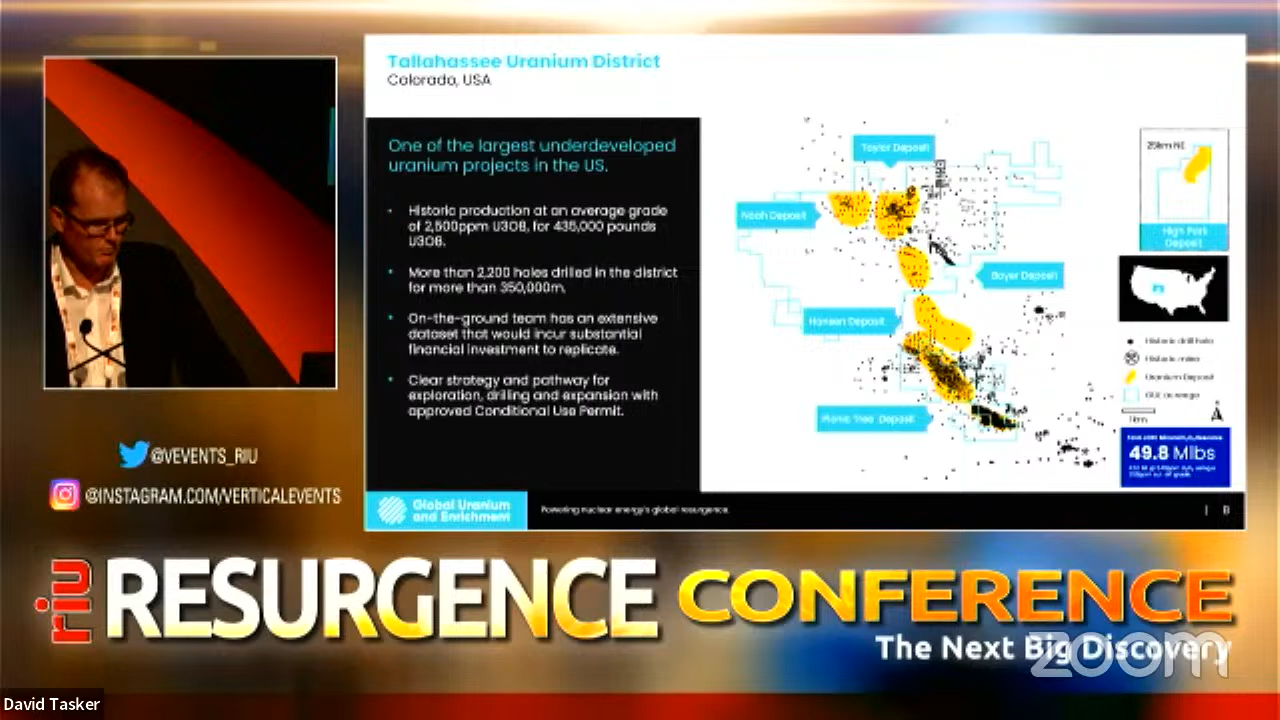 Tallahassee Uranium District
Colorado, USA
One of the largest underdeveloped
uranium projects in the US.
Historic production at an average grade
of 2,500ppm U3O8, for 435,000 pounds
U3O8.
More than 2,200 holes drilled in the district
for more than 350,000m.
On-the-ground team has an extensive
dataset that would incur substantial
financial investment to replicate.
Clear strategy and pathway for
exploration, drilling and expansion with
approved Conditional Use Permit.
Taylor Deposit
Noah Deposit
Boyer Deposit
Hansen Deposit
Picnic Tree Deposit
25km NE
High Park
Deposit
Historic drill hole
Historic mine
Uranium Deposit
1km
49.8 Mlbs
Global Uranium
and Enrichment
Powering nuclear energy's global resurgence.
| 8
@VEVENTS_RIU
@INSTAGRAM.COM/VERTICALEVENTS
riu RESURGENCE CONFERENCE
The Next Big Discovery
zoom
David Tasker